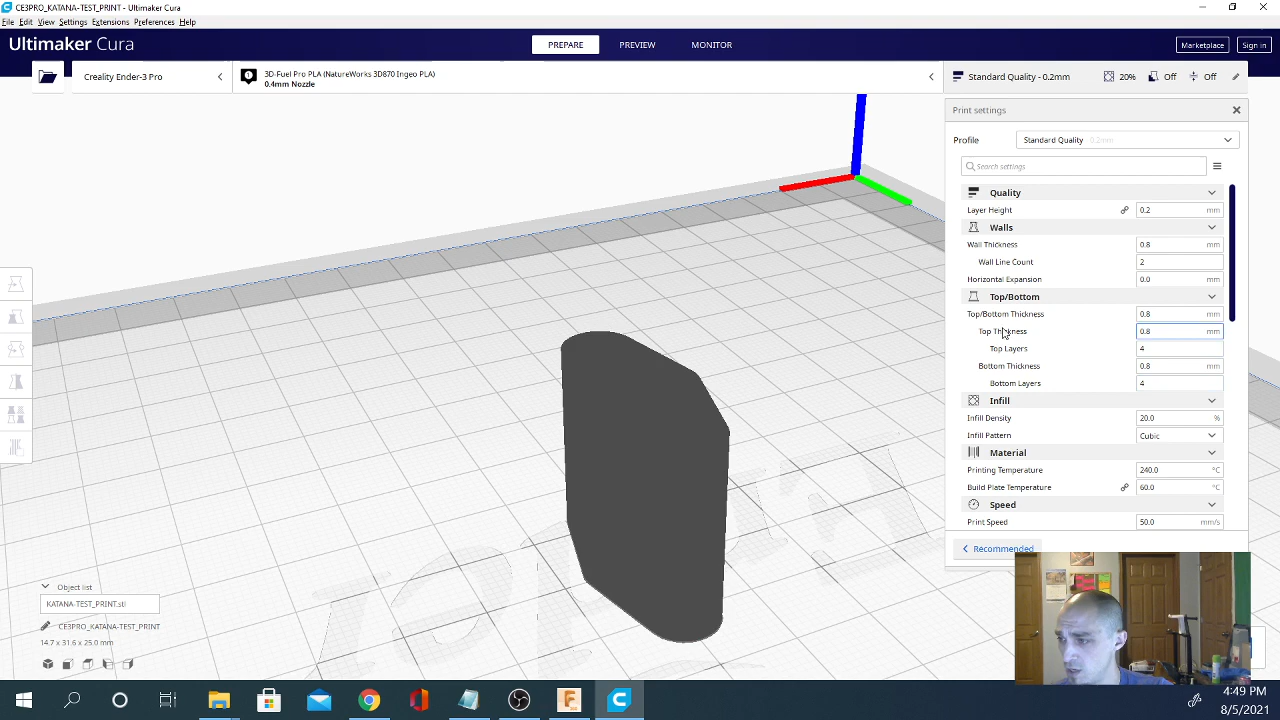 CE3PRO_KATANA-TEST_PRINT - Ultimaker Cura
File Edit View Settings Extensions Preferences Help
Ultimaker Cura
PREPARE PREVIEW MONITOR
Marketplace Sign in
Creality Ender-3 Pro
3D-Fuel Pro PLA (NatureWorks 3D870 Ingeo PLA)
0.4mm Nozzle
Standard Quality - 0.2mm 20% Off Off
Print settings
Profile Standard Quality 0.2mm
Search settings
Quality
Layer Height 0.2 mm
Walls
Wall Thickness 0.8 mm
Wall Line Count 2
Horizontal Expansion 0.0 mm
Top/Bottom
Top/Bottom Thickness 0.8 mm
Top Thickness 0.8 mm
Top Layers 4
Bottom Thickness 0.8 mm
Bottom Layers 4
Infill
Infill Density 20.0 %
Infill Pattern Cubic
Material
Printing Temperature 240.0 °C
Build Plate Temperature 60.0 °C
Speed
Print Speed 50.0 mm/s
Recommended
Object list
KATANA-TEST_PRINT.stl
CE3PRO_KATANA-TEST_PRINT
14.7 x 31.6 x 25.0 mm
4:49 PM
8/5/2021